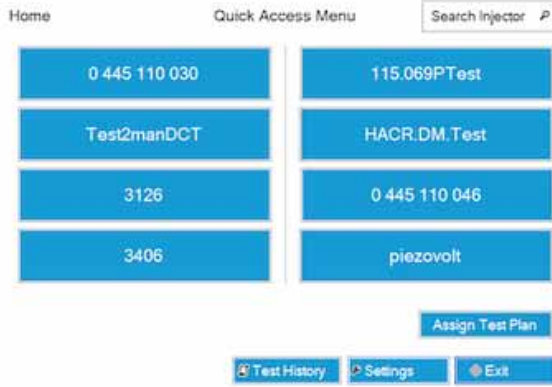 Home Quick Access Menu Search Injector
0 445 110 030 115.069PTest
Test2manDCT HACR.DM.Test
3126 0 445 110 046
3406 piezovolt
Assign Test Plan
Test History Settings Exit